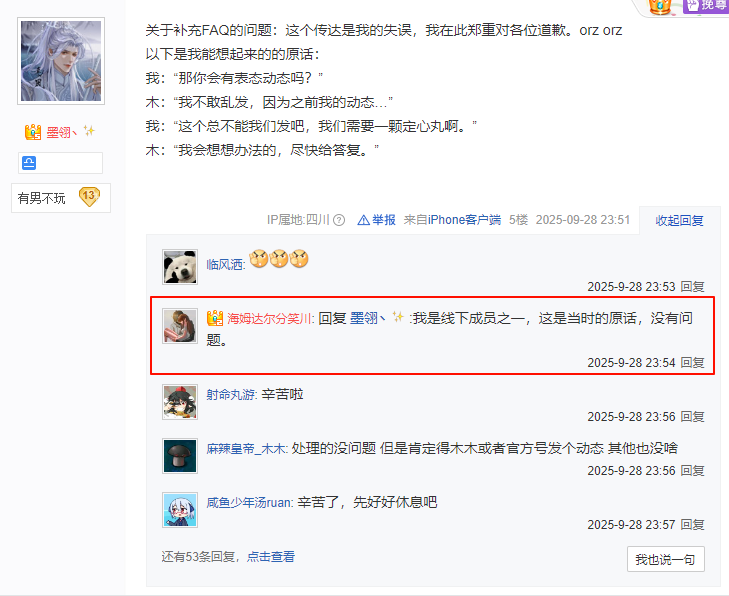 挽尊
关于补充FAQ的问题：这个传达是我的失误，我在此郑重对各位道歉。orz orz
以下是我能想起来的的原话：
我：“那你会有表态动态吗？”
木：“我不敢乱发，因为之前我的动态…”
我：“这个总不能我们发吧，我们需要一颗定心丸啊。”
木：“我会想想办法的，尽快给答复。”
墨翎丶
有男不玩 13
IP属地:四川 举报 来自iPhone客户端 5楼 2025-09-28 23:51 收起回复
临风洒:
2025-9-28 23:53 回复
海姆达尔分笑川: 回复 墨翎丶 :我是线下成员之一，这是当时的原话，没有问
题。
2025-9-28 23:54 回复
射命丸游: 辛苦啦
2025-9-28 23:56 回复
麻辣皇帝_木木: 处理的没问题 但是肯定得木木或者官方号发个动态 其他也没啥
2025-9-28 23:56 回复
咸鱼少年汤ruan: 辛苦了，先好好休息吧
2025-9-28 23:57 回复
还有53条回复，点击查看
我也说一句